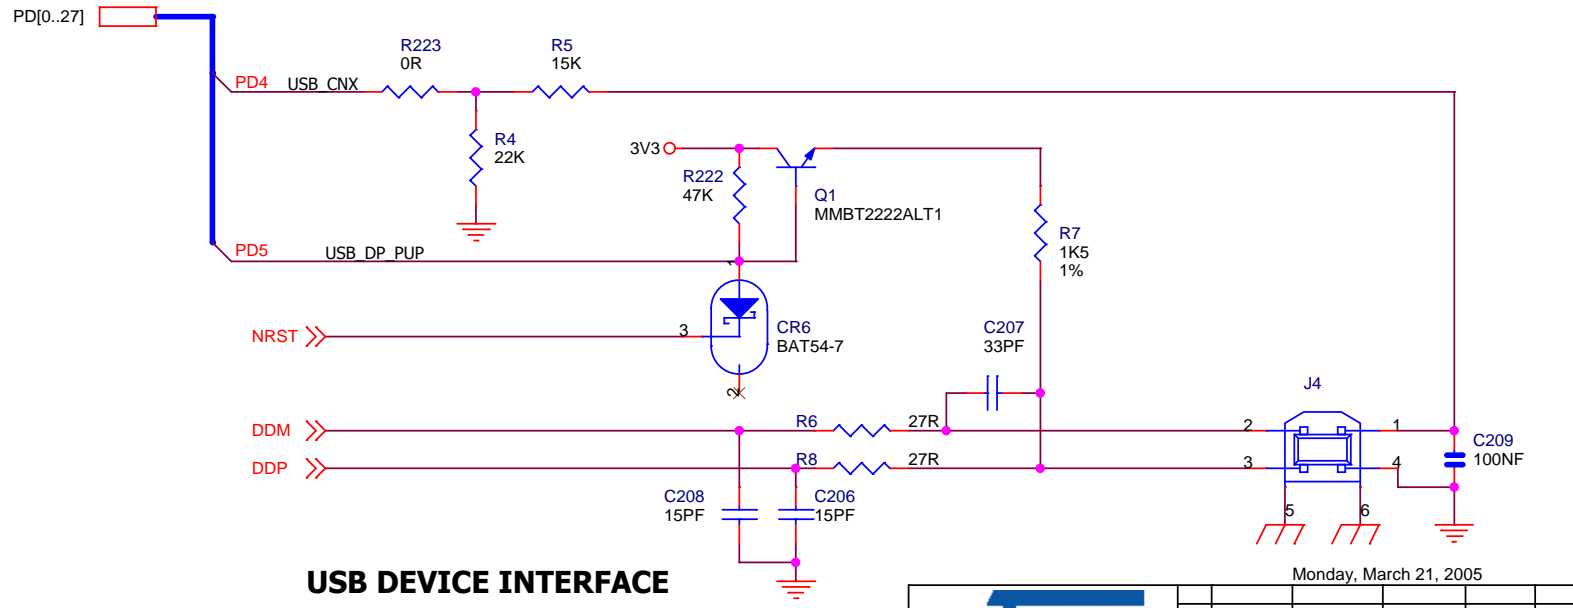 PD[0..27]
R223
0R
R5
15K
PD4
USB_CNX
R4
22K
3V3
R222
47K
Q1
MMBT2222ALT1
R7
1K5
1%
PD5
USB_DP_PUP
1
NRST
3
CR6
BAT54-7
2
C207
33PF
J4
DDM
R6
27R
2
1
DDP
R8
27R
3
4
C209
100NF
C208
15PF
C206
15PF
5
6
USB DEVICE INTERFACE
Monday, March 21, 2005